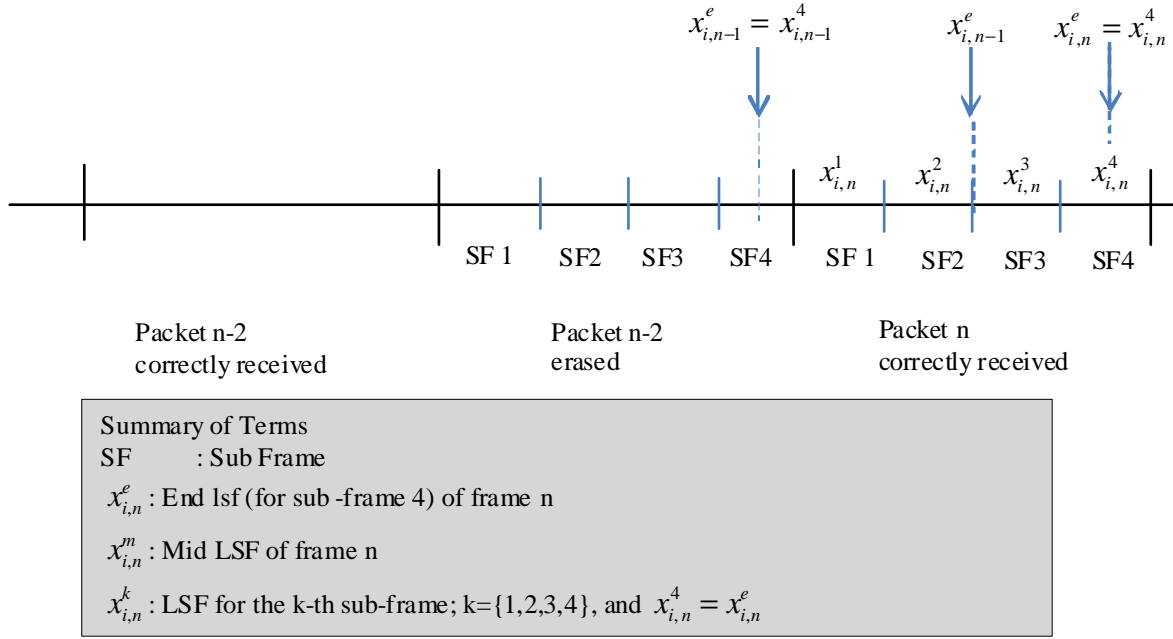 x^e_{i,n−1} = x^4_{i,n−1} x^e_{i,n−1} x^e_{i,n} = x^4_{i,n}
x^1_{i,n} x^2_{i,n} x^3_{i,n} x^4_{i,n}
SF 1 SF2 SF3 SF4 SF 1 SF2 SF3 SF4
Packet n-2
correctly received
Packet n-2
erased
Packet n
correctly received
Summary of Terms
SF : Sub Frame
x^e_{i,n} : End lsf (for sub -frame 4) of frame n
x^m_{i,n} : Mid LSF of frame n
x^k_{i,n} : LSF for the k-th sub-frame; k={1,2,3,4}, and x^4_{i,n} = x^e_{i,n}